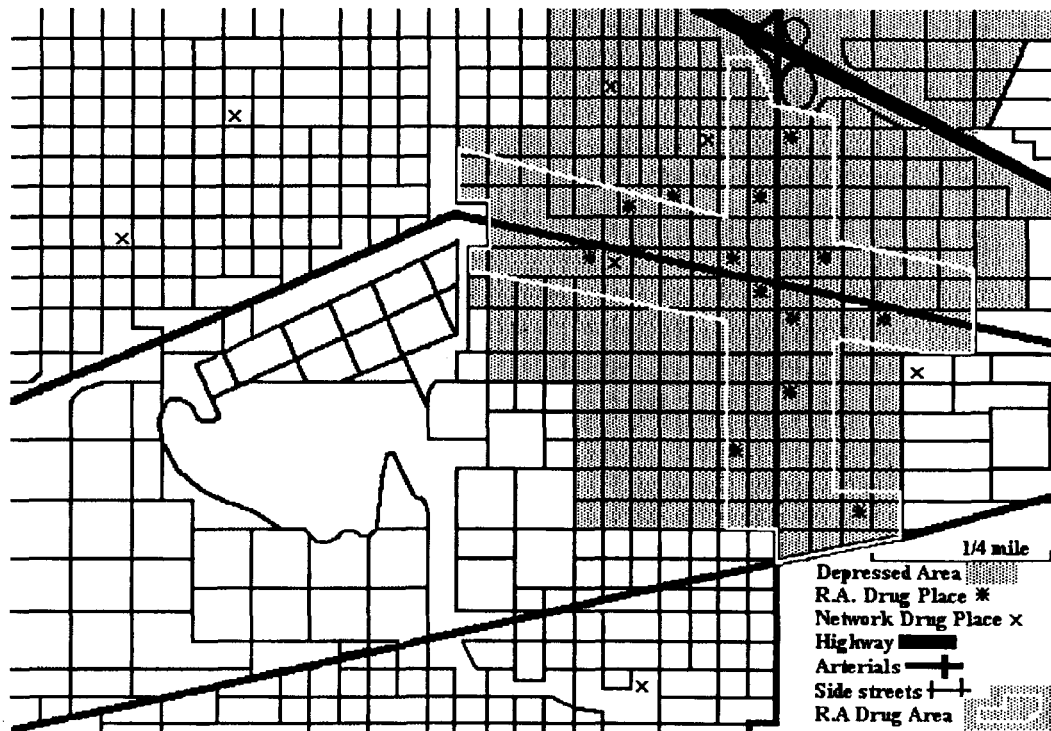 1/4 mile
Depressed Area
R.A. Drug Place *
Network Drug Place ×
Highway
Arterials
Side streets
R.A Drug Area